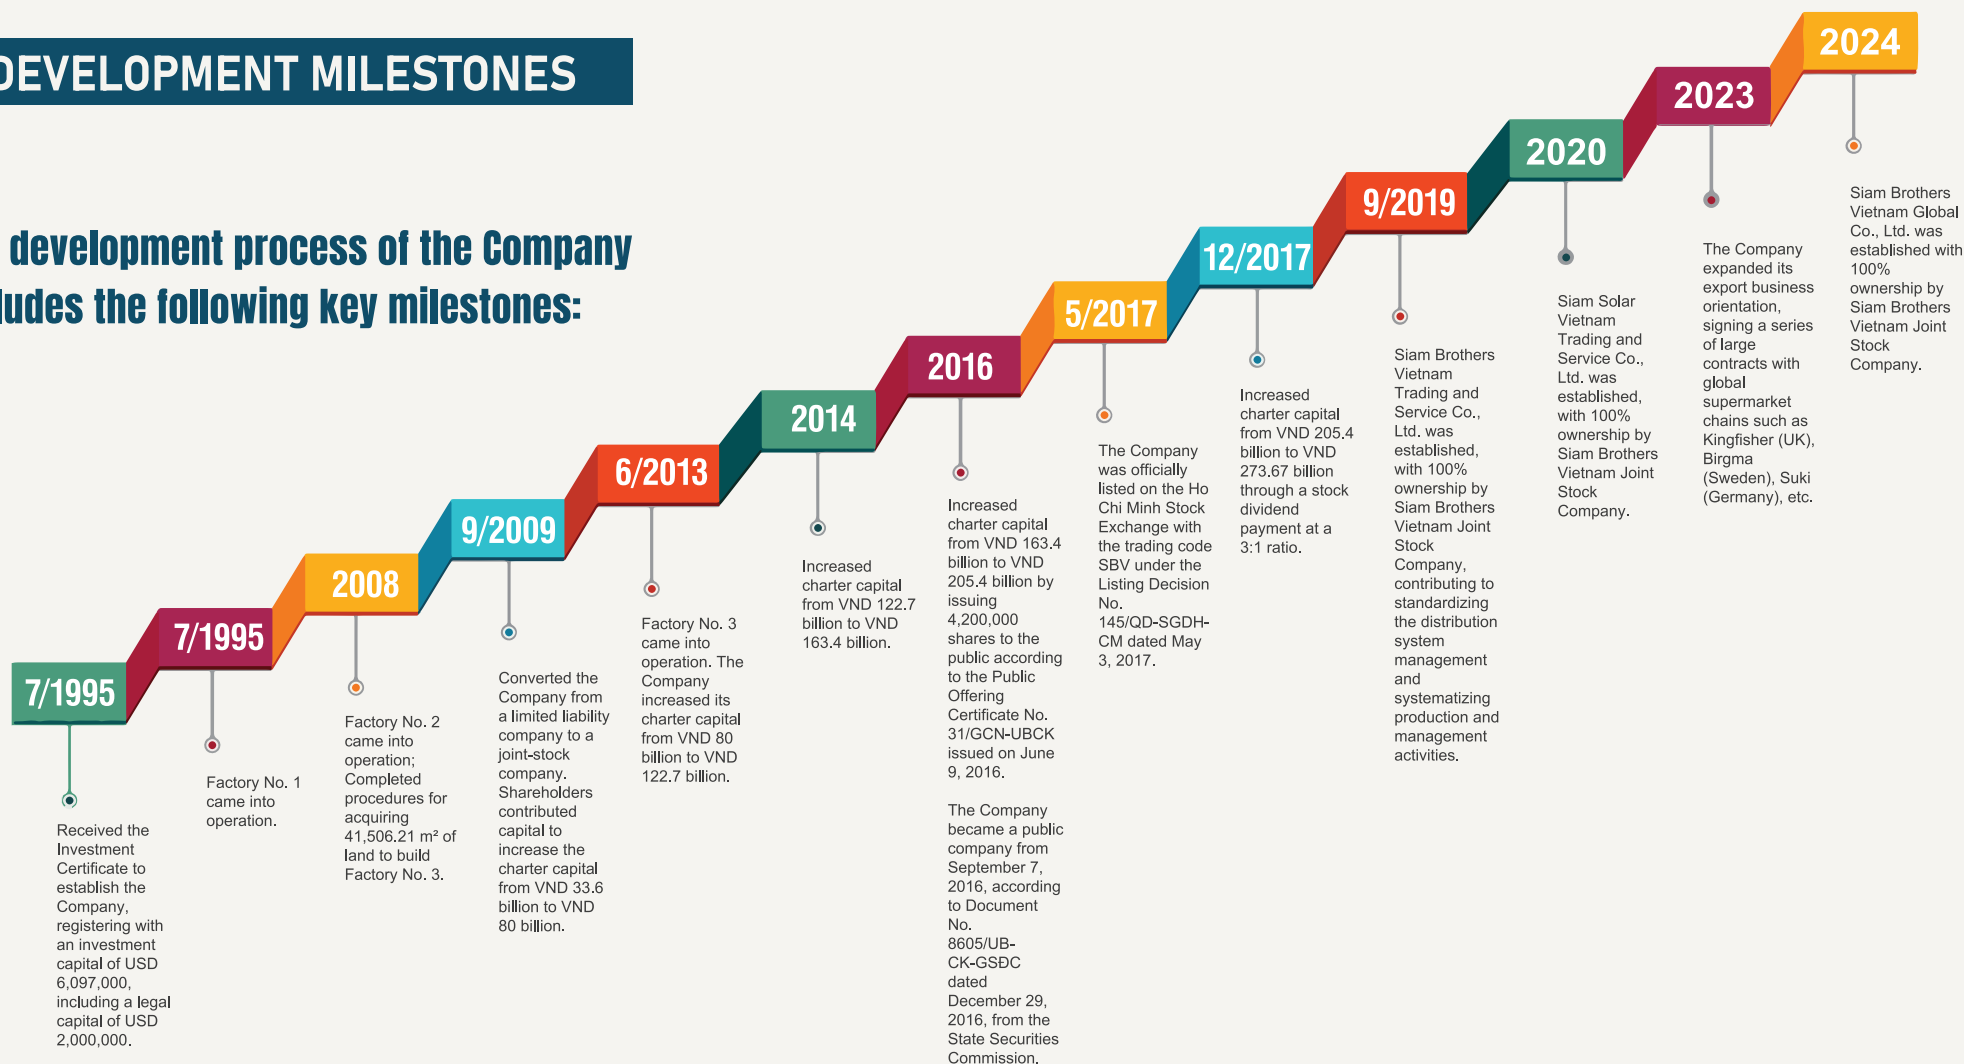 DEVELOPMENT MILESTONES
development process of the Company
the following key milestones:
7/1995
Received the
Investment
Certificate to
establish the
Company,
registering with
an investment
capital of USD
6,097,000,
including a legal
capital of USD
2,000,000.
7/1995
Factory No. 1
came into
operation.
2008
Factory No. 2
came into
operation;
Completed
procedures for
acquiring
41,506.21 m² of
land to build
Factory No. 3.
9/2009
Converted the
Company from
a limited liability
company to a
joint-stock
company.
Shareholders
contributed
capital to
increase the
charter capital
from VND 33.6
billion to VND
80 billion.
6/2013
Factory No. 3
came into
operation. The
Company
increased its
charter capital
from VND 80
billion to VND
122.7 billion.
2014
Increased
charter capital
from VND 122.7
billion to VND
163.4 billion.
2016
Increased
charter capital
from VND 163.4
billion to VND
205.4 billion by
issuing
4,200,000
shares to the
public according
to the Public
Offering
Certificate No.
31/GCN-UBCK
issued on June
9, 2016.
The Company
became a public
company from
September 7,
2016, according
to Document
No.
8605/UB-
CK-GSĐC
dated
December 29,
2016, from the
State Securities
Commission.
5/2017
The Company
was officially
listed on the Ho
Chi Minh Stock
Exchange with
the trading code
SBV under the
Listing Decision
No.
145/QD-SGDH-
CM dated May
3, 2017.
12/2017
Increased
charter capital
from VND 205.4
billion to VND
273.67 billion
through a stock
dividend
payment at a
3:1 ratio.
9/2019
Siam Brothers
Vietnam
Trading and
Service Co.,
Ltd. was
established,
with 100%
ownership by
Siam Brothers
Vietnam Joint
Stock
Company,
contributing to
standardizing
the distribution
system
management
and
systematizing
production and
management
activities.
2020
Siam Solar
Vietnam
Trading and
Service Co.,
Ltd. was
established,
with 100%
ownership by
Siam Brothers
Vietnam Joint
Stock
Company.
2023
The Company
expanded its
export business
orientation,
signing a series
of large
contracts with
global
supermarket
chains such as
Kingfisher (UK),
Birgma
(Sweden), Suki
(Germany), etc.
2024
Siam Brothers
Vietnam Global
Co., Ltd. was
established with
100%
ownership by
Siam Brothers
Vietnam Joint
Stock
Company.